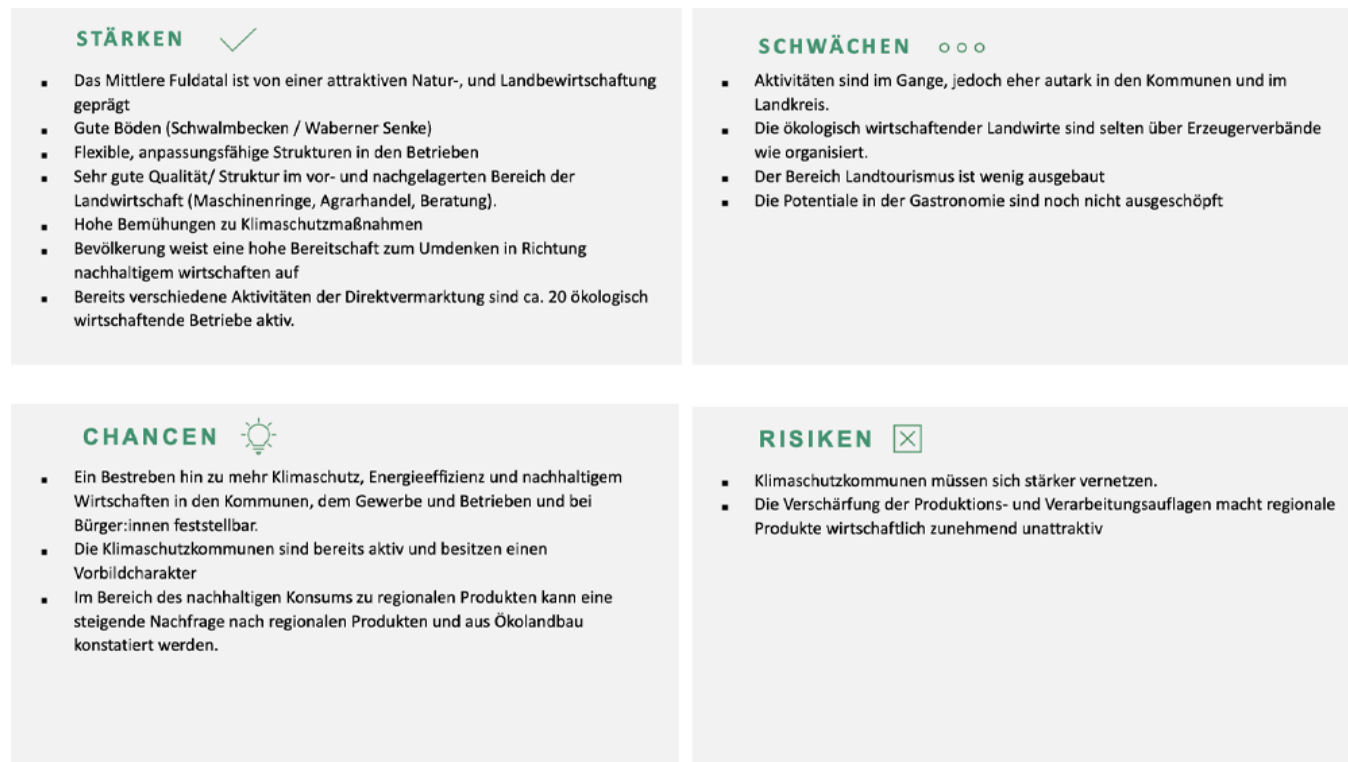 STÄRKEN
▪ Das Mittlere Fuldatal ist von einer attraktiven Natur-, und Landbewirtschaftung
geprägt
▪ Gute Böden (Schwalmbecken / Waberner Senke)
▪ Flexible, anpassungsfähige Strukturen in den Betrieben
▪ Sehr gute Qualität/ Struktur im vor- und nachgelagerten Bereich der
Landwirtschaft (Maschinenringe, Agrarhandel, Beratung).
▪ Hohe Bemühungen zu Klimaschutzmaßnahmen
▪ Bevölkerung weist eine hohe Bereitschaft zum Umdenken in Richtung
nachhaltigem wirtschaften auf
▪ Bereits verschiedene Aktivitäten der Direktvermarktung sind ca. 20 ökologisch
wirtschaftende Betriebe aktiv.
SCHWÄCHEN
▪ Aktivitäten sind im Gange, jedoch eher autark in den Kommunen und im
Landkreis.
▪ Die ökologisch wirtschaftender Landwirte sind selten über Erzeugerverbände
wie organisiert.
▪ Der Bereich Landtourismus ist wenig ausgebaut
▪ Die Potentiale in der Gastronomie sind noch nicht ausgeschöpft
CHANCEN
▪ Ein Bestreben hin zu mehr Klimaschutz, Energieeffizienz und nachhaltigem
Wirtschaften in den Kommunen, dem Gewerbe und Betrieben und bei
Bürger:innen feststellbar.
▪ Die Klimaschutzkommunen sind bereits aktiv und besitzen einen
Vorbildcharakter
▪ Im Bereich des nachhaltigen Konsums zu regionalen Produkten kann eine
steigende Nachfrage nach regionalen Produkten und aus Ökolandbau
konstatiert werden.
RISIKEN
▪ Klimaschutzkommunen müssen sich stärker vernetzen.
▪ Die Verschärfung der Produktions- und Verarbeitungsauflagen macht regionale
Produkte wirtschaftlich zunehmend unattraktiv